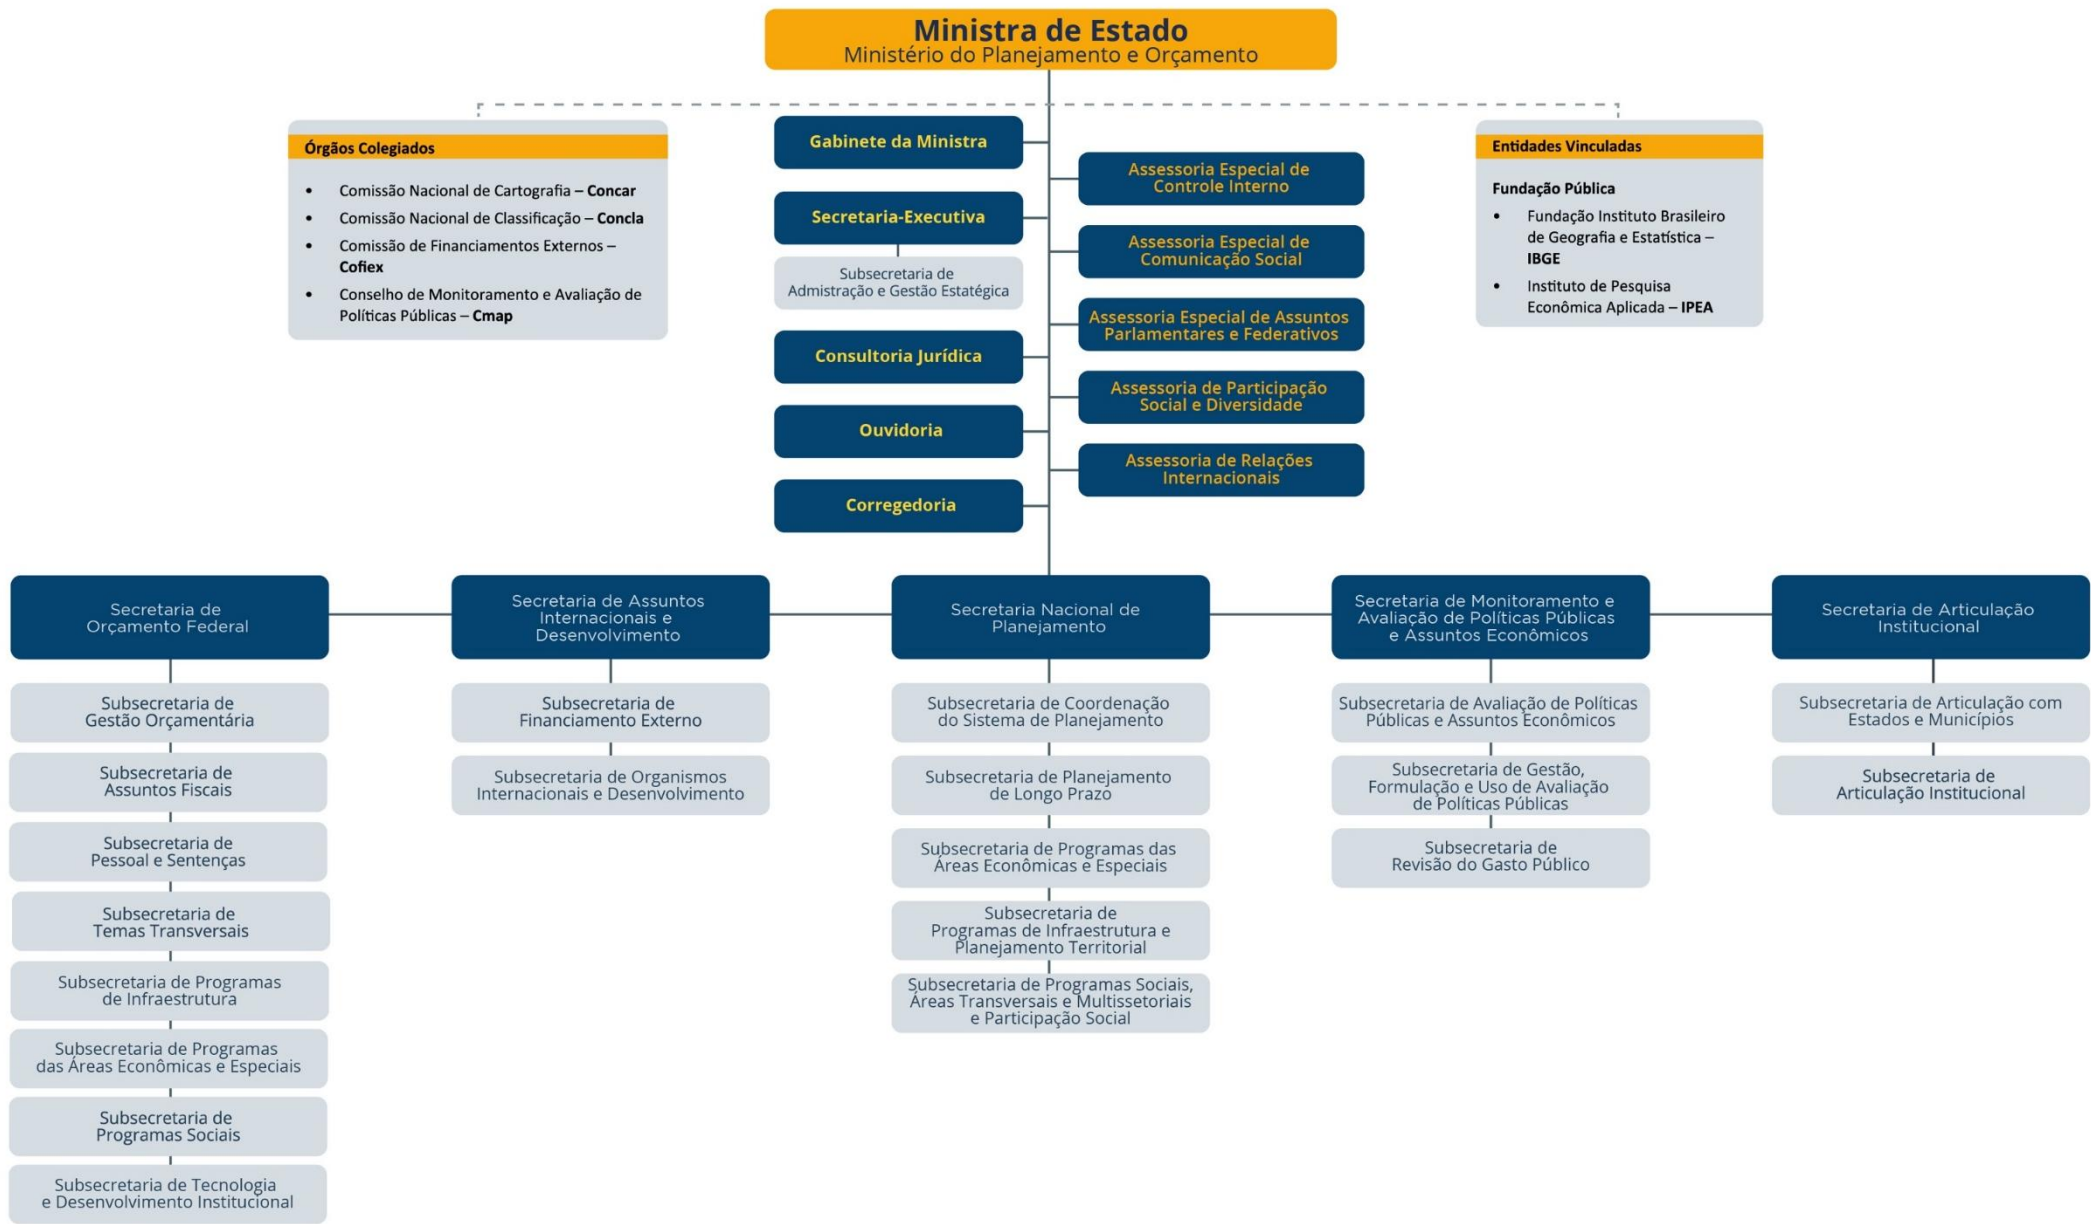 Ministra de Estado
Ministério do Planejamento e Orçamento
Órgãos Colegiados
• Comissão Nacional de Cartografia – Concar
• Comissão Nacional de Classificação – Concla
• Comissão de Financiamentos Externos –
Cofiex
• Conselho de Monitoramento e Avaliação de
Políticas Públicas – Cmap
Gabinete da Ministra
Secretaria-Executiva
Subsecretaria de
Admistração e Gestão Estatégica
Consultoria Jurídica
Ouvidoria
Corregedoria
Assessoria Especial de
Controle Interno
Assessoria Especial de
Comunicação Social
Assessoria Especial de Assuntos
Parlamentares e Federativos
Assessoria de Participação
Social e Diversidade
Assessoria de Relações
Internacionais
Entidades Vinculadas
Fundação Pública
• Fundação Instituto Brasileiro
de Geografia e Estatística –
IBGE
• Instituto de Pesquisa
Econômica Aplicada – IPEA
Secretaria de
Orçamento Federal
Subsecretaria de
Gestão Orçamentária
Subsecretaria de
Assuntos Fiscais
Subsecretaria de
Pessoal e Sentenças
Subsecretaria de
Temas Transversais
Subsecretaria de Programas
de Infraestrutura
Subsecretaria de Programas
das Áreas Econômicas e Especiais
Subsecretaria de
Programas Sociais
Subsecretaria de Tecnologia
e Desenvolvimento Institucional
Secretaria de Assuntos
Internacionais e
Desenvolvimento
Subsecretaria de
Financiamento Externo
Subsecretaria de Organismos
Internacionais e Desenvolvimento
Secretaria Nacional de
Planejamento
Subsecretaria de Coordenação
do Sistema de Planejamento
Subsecretaria de Planejamento
de Longo Prazo
Subsecretaria de Programas das
Áreas Econômicas e Especiais
Subsecretaria de
Programas de Infraestrutura e
Planejamento Territorial
Subsecretaria de Programas Sociais,
Áreas Transversais e Multissetoriais
e Participação Social
Secretaria de Monitoramento e
Avaliação de Políticas Públicas
e Assuntos Econômicos
Subsecretaria de Avaliação de Políticas
Públicas e Assuntos Econômicos
Subsecretaria de Gestão,
Formulação e Uso de Avaliação
de Políticas Públicas
Subsecretaria de
Revisão do Gasto Público
Secretaria de Articulação
Institucional
Subsecretaria de Articulação com
Estados e Municípios
Subsecretaria de
Articulação Institucional